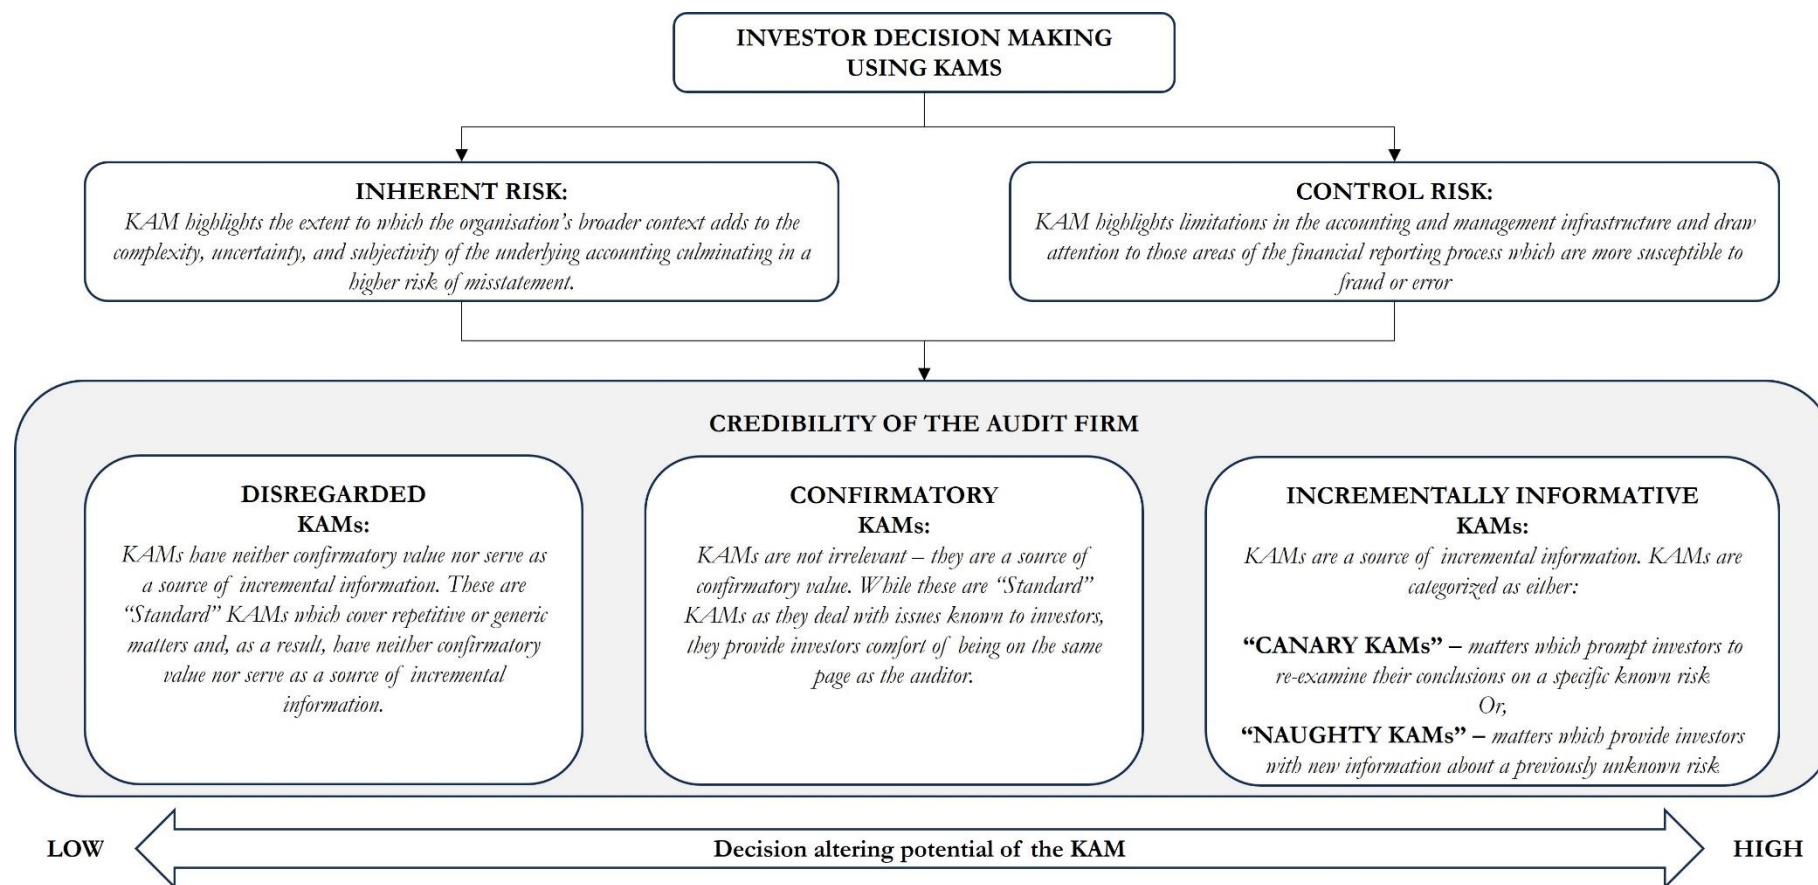 INVESTOR DECISION MAKING
USING KAMS
INHERENT RISK:
KAM highlights the extent to which the organisation’s broader context adds to the
complexity, uncertainty, and subjectivity of the underlying accounting culminating in a
higher risk of misstatement.
CONTROL RISK:
KAM highlights limitations in the accounting and management infrastructure and draw
attention to those areas of the financial reporting process which are more susceptible to
fraud or error
CREDIBILITY OF THE AUDIT FIRM
DISREGARDED
KAMs:
KAMs have neither confirmatory value nor serve as
a source of incremental information. These are
“Standard” KAMs which cover repetitive or generic
matters and, as a result, have neither confirmatory
value nor serve as a source of incremental
information.
CONFIRMATORY
KAMs:
KAMs are not irrelevant – they are a source of
confirmatory value. While these are “Standard”
KAMs as they deal with issues known to investors,
they provide investors comfort of being on the same
page as the auditor.
INCREMENTALLY INFORMATIVE
KAMs:
KAMs are a source of incremental information. KAMs are
categorized as either:
“CANARY KAMs” – matters which prompt investors to
re-examine their conclusions on a specific known risk
Or,
“NAUGHTY KAMs” – matters which provide investors
with new information about a previously unknown risk
LOW
Decision altering potential of the KAM
HIGH